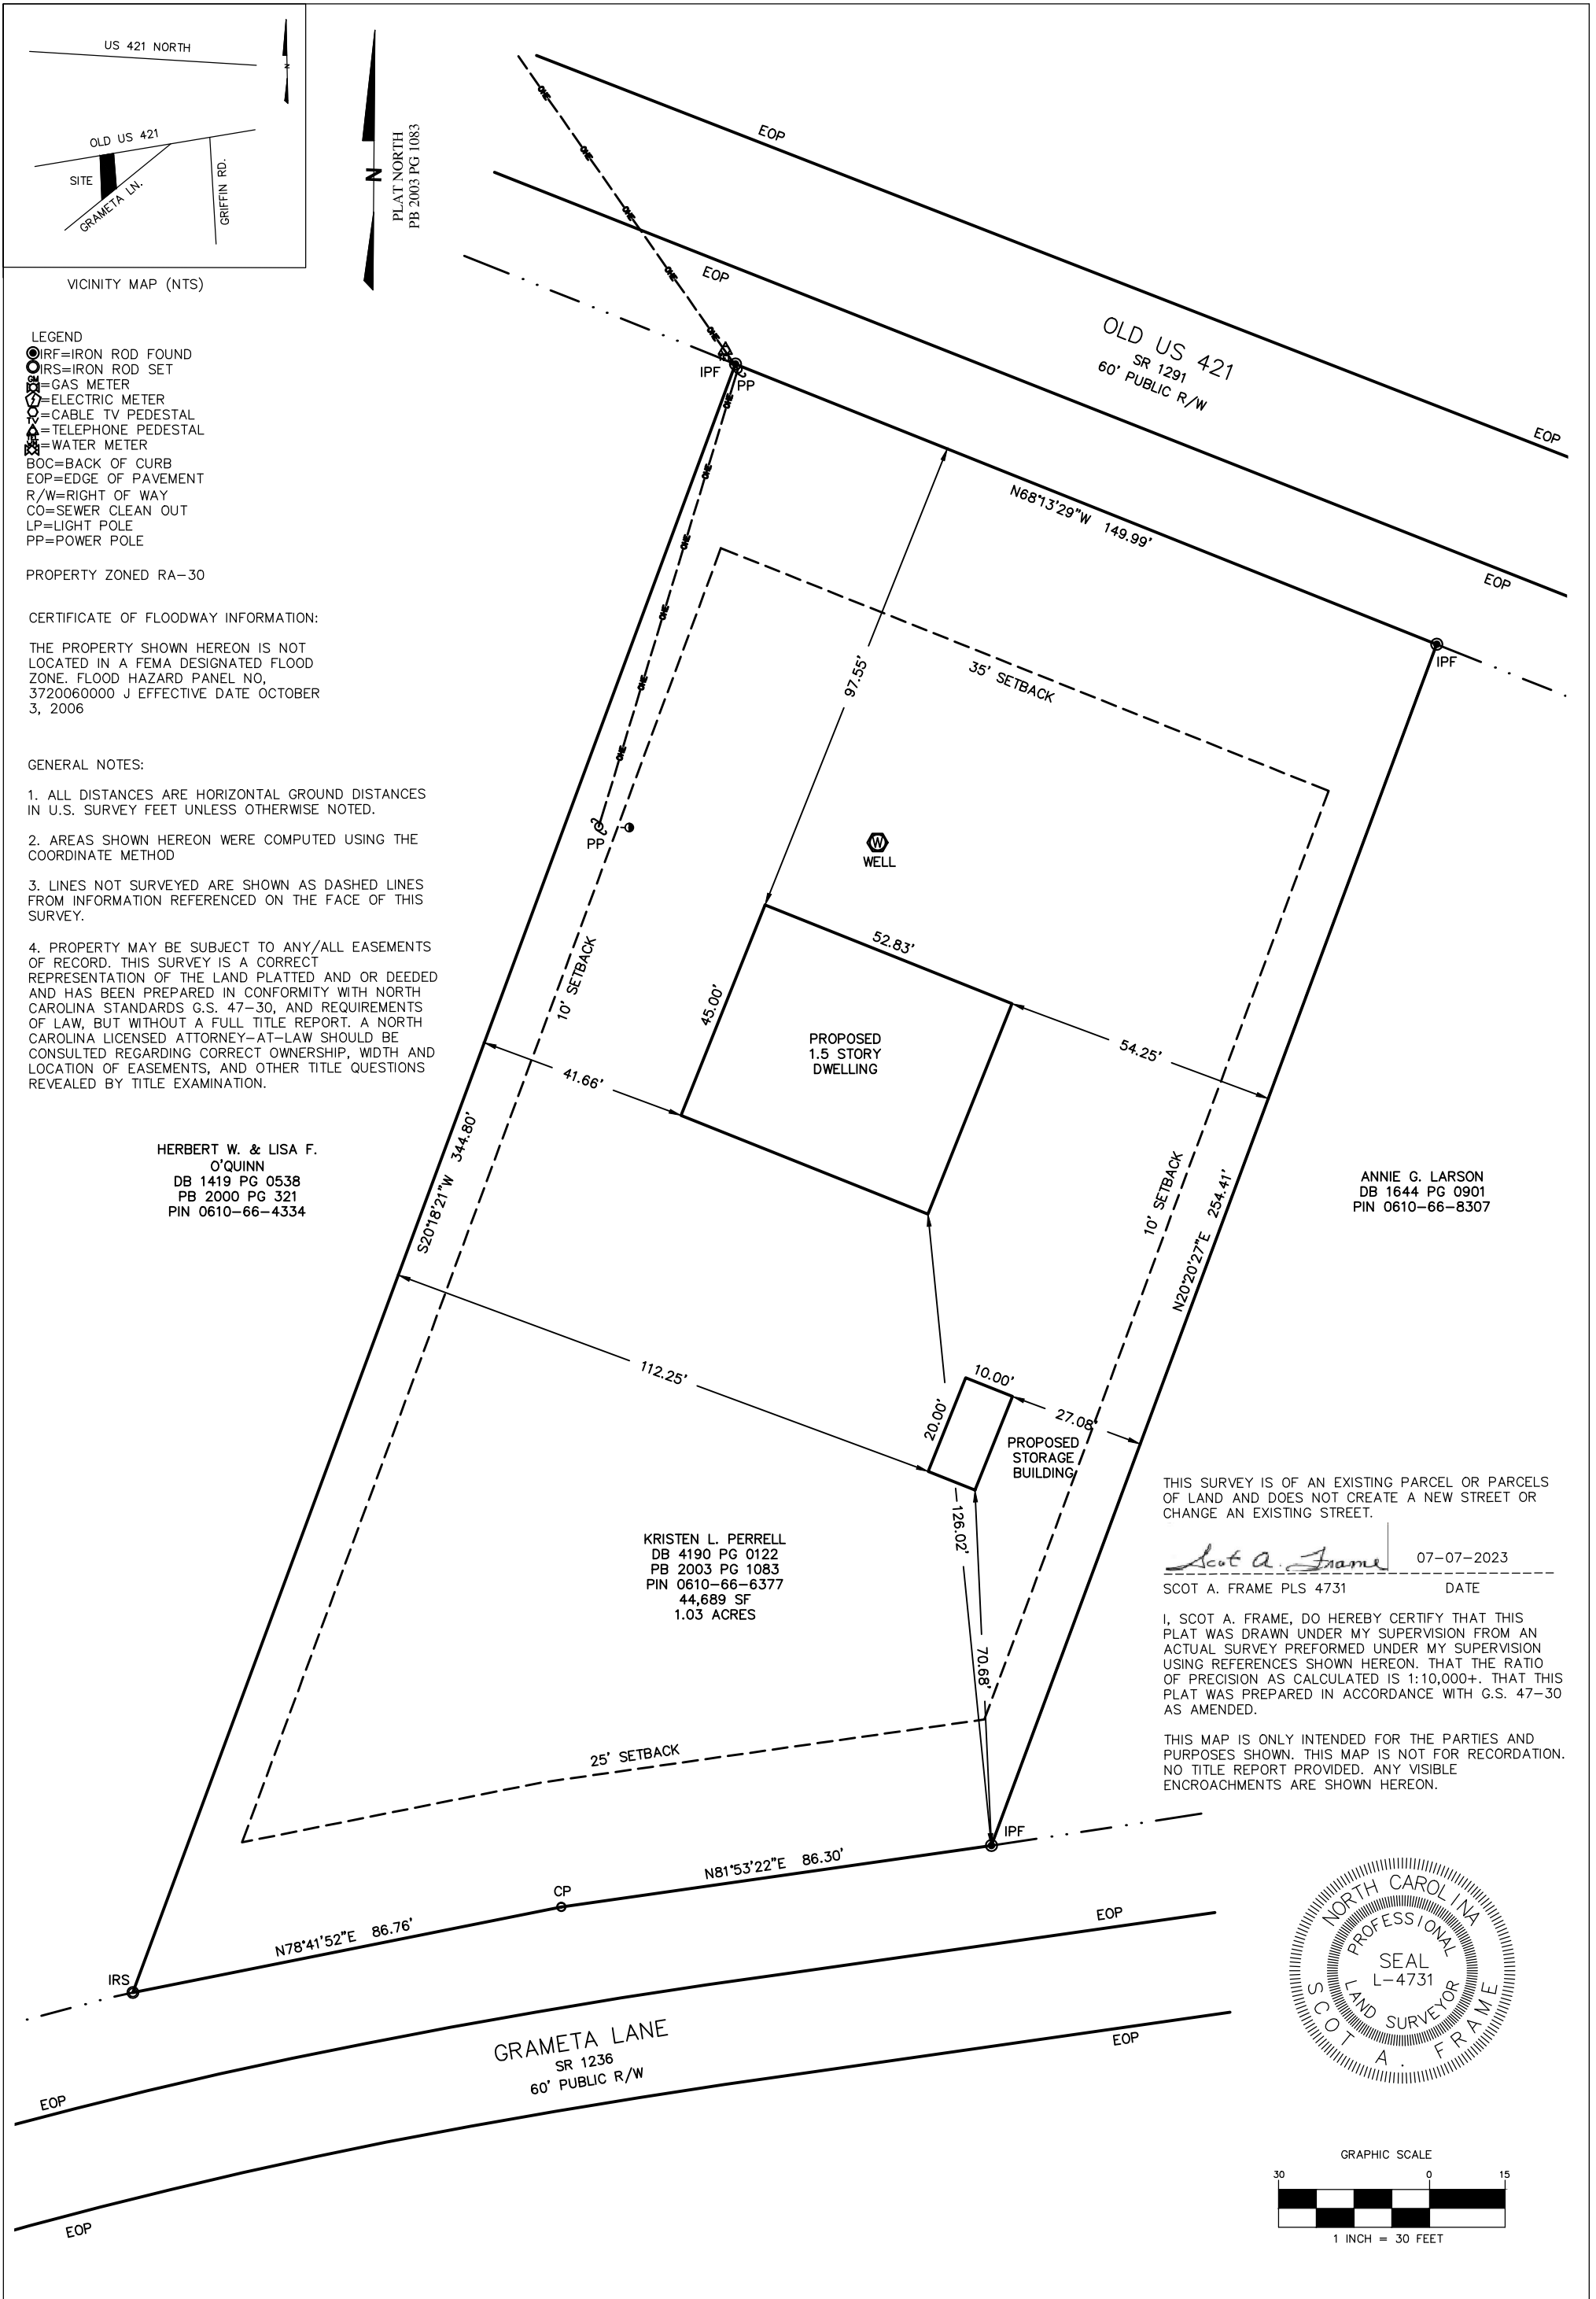 US 421 NORTH
N
OLD US 421
SITE
GRAMETA LN.
GRIFFIN RD.
VICINITY MAP (NTS)
N
PLAT NORTH
PB 2003 PG 1083
LEGEND
IRF=IRON ROD FOUND
IRS=IRON ROD SET
=GAS METER
=ELECTRIC METER
=CABLE TV PEDESTAL
=TELEPHONE PEDESTAL
=WATER METER
BOC=BACK OF CURB
EOP=EDGE OF PAVEMENT
R/W=RIGHT OF WAY
CO=SEWER CLEAN OUT
LP=LIGHT POLE
PP=POWER POLE
PROPERTY ZONED RA-30
CERTIFICATE OF FLOODWAY INFORMATION:
THE PROPERTY SHOWN HEREON IS NOT
LOCATED IN A FEMA DESIGNATED FLOOD
ZONE. FLOOD HAZARD PANEL NO,
3720060000 J EFFECTIVE DATE OCTOBER
3, 2006
GENERAL NOTES:
1. ALL DISTANCES ARE HORIZONTAL GROUND DISTANCES
IN U.S. SURVEY FEET UNLESS OTHERWISE NOTED.
2. AREAS SHOWN HEREON WERE COMPUTED USING THE
COORDINATE METHOD
3. LINES NOT SURVEYED ARE SHOWN AS DASHED LINES
FROM INFORMATION REFERENCED ON THE FACE OF THIS
SURVEY.
4. PROPERTY MAY BE SUBJECT TO ANY/ALL EASEMENTS
OF RECORD. THIS SURVEY IS A CORRECT
REPRESENTATION OF THE LAND PLATTED AND OR DEEDED
AND HAS BEEN PREPARED IN CONFORMITY WITH NORTH
CAROLINA STANDARDS G.S. 47-30, AND REQUIREMENTS
OF LAW, BUT WITHOUT A FULL TITLE REPORT. A NORTH
CAROLINA LICENSED ATTORNEY-AT-LAW SHOULD BE
CONSULTED REGARDING CORRECT OWNERSHIP, WIDTH AND
LOCATION OF EASEMENTS, AND OTHER TITLE QUESTIONS
REVEALED BY TITLE EXAMINATION.
HERBERT W. & LISA F.
O'QUINN
DB 1419 PG 0538
PB 2000 PG 321
PIN 0610-66-4334
OHE
OHE
OHE
OHE
OHE
EOP
EOP
OLD US 421
SR 1291
60' PUBLIC R/W
EOP
EOP
IPF
PP
OHE
OHE
OHE
OHE
OHE
OHE
N68°13'29"W 149.99'
IPF
35' SETBACK
97.55'
PP
W
WELL
10' SETBACK
52.83'
45.00'
PROPOSED
1.5 STORY
DWELLING
54.25'
41.66'
S20°18'21"W 344.80'
10' SETBACK
N20°20'27"E 254.41'
ANNIE G. LARSON
DB 1644 PG 0901
PIN 0610-66-8307
112.25'
10.00'
20.00'
27.08'
PROPOSED
STORAGE
BUILDING
126.02'
70.68'
KRISTEN L. PERRELL
DB 4190 PG 0122
PB 2003 PG 1083
PIN 0610-66-6377
44,689 SF
1.03 ACRES
25' SETBACK
IPF
N81°53'22"E 86.30'
CP
N78°41'52"E 86.76'
IRS
GRAMETA LANE
SR 1236
60' PUBLIC R/W
EOP
EOP
EOP
EOP
THIS SURVEY IS OF AN EXISTING PARCEL OR PARCELS
OF LAND AND DOES NOT CREATE A NEW STREET OR
CHANGE AN EXISTING STREET.
Scot A. Frame 07-07-2023
SCOT A. FRAME PLS 4731 DATE
I, SCOT A. FRAME, DO HEREBY CERTIFY THAT THIS
PLAT WAS DRAWN UNDER MY SUPERVISION FROM AN
ACTUAL SURVEY PREFORMED UNDER MY SUPERVISION
USING REFERENCES SHOWN HEREON. THAT THE RATIO
OF PRECISION AS CALCULATED IS 1:10,000+. THAT THIS
PLAT WAS PREPARED IN ACCORDANCE WITH G.S. 47-30
AS AMENDED.
THIS MAP IS ONLY INTENDED FOR THE PARTIES AND
PURPOSES SHOWN. THIS MAP IS NOT FOR RECORDATION.
NO TITLE REPORT PROVIDED. ANY VISIBLE
ENCROACHMENTS ARE SHOWN HEREON.
NORTH CAROLINA
PROFESSIONAL
SEAL
L-4731
LAND SURVEYOR
SCOT A. FRAME
GRAPHIC SCALE
30 0 15
1 INCH = 30 FEET